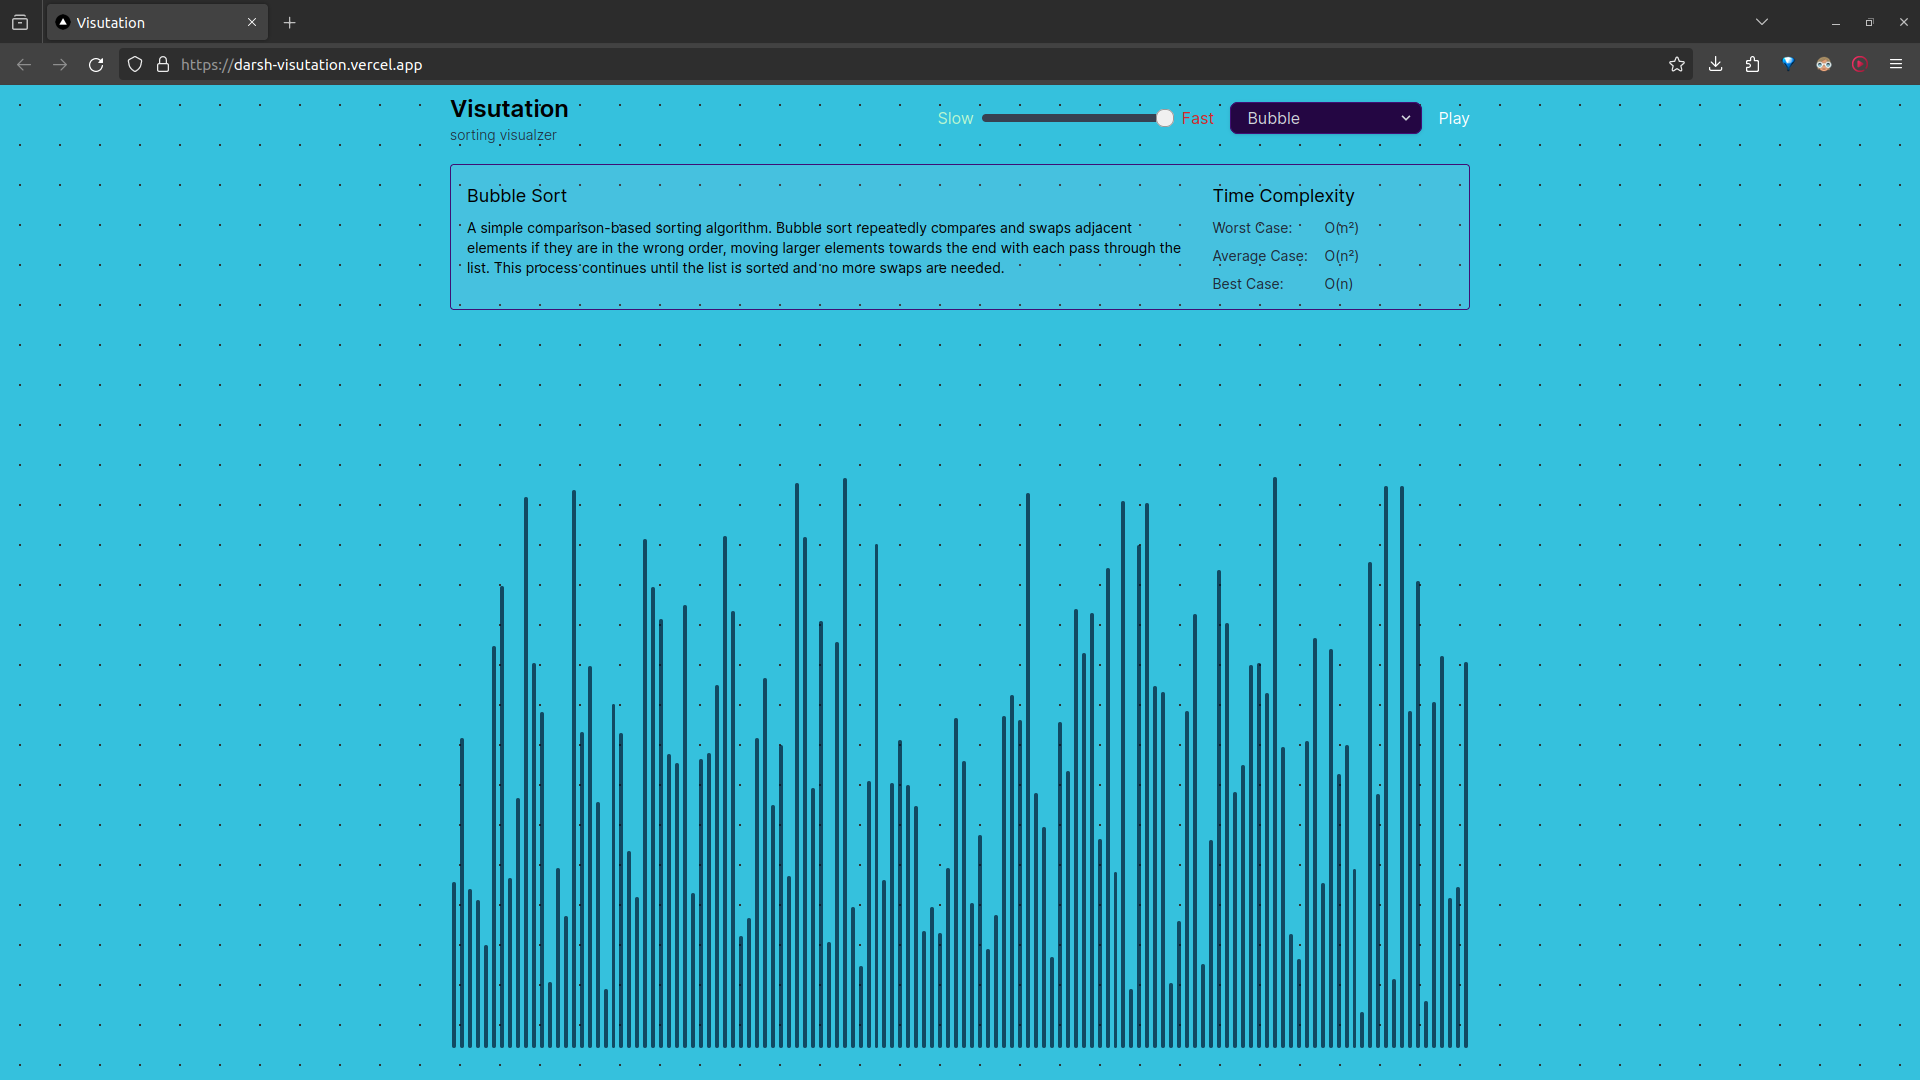 Visutation
https://darsh-visutation.vercel.app
Visutation
sorting visualzer
Slow
Fast
Bubble
Play
Bubble Sort
A simple comparison-based sorting algorithm. Bubble sort repeatedly compares and swaps adjacent
elements if they are in the wrong order, moving larger elements towards the end with each pass through the
list. This process continues until the list is sorted and no more swaps are needed.
Time Complexity
Worst Case: O(n²)
Average Case: O(n²)
Best Case: O(n)